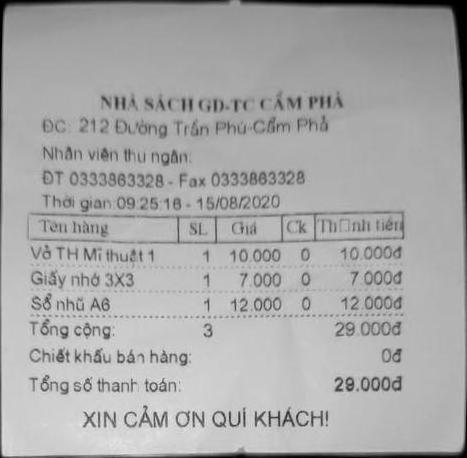 NHÀ SÁCH GD-TC CẨM PHẢ
ĐC: 212 Đường Trần Phú-Cẩm Phả
Nhân viên thu ngân:
ĐT 0333863328 - Fax 0333863328
Thời gian 09:25:16 - 15/08/2020
Tên hàng SL Giá Ck Th□nh tiền
Vở TH Mĩ thuật 1 1 10.000 0 10.000đ
Giấy nhớ 3X3 1 7.000 0 7.000đ
Sổ nhũ A6 1 12.000 0 12.000đ
Tổng cộng: 3 29.000đ
Chiết khấu bán hàng: 0đ
Tổng số thanh toán: 29.000đ
XIN CẢM ƠN QUÍ KHÁCH!